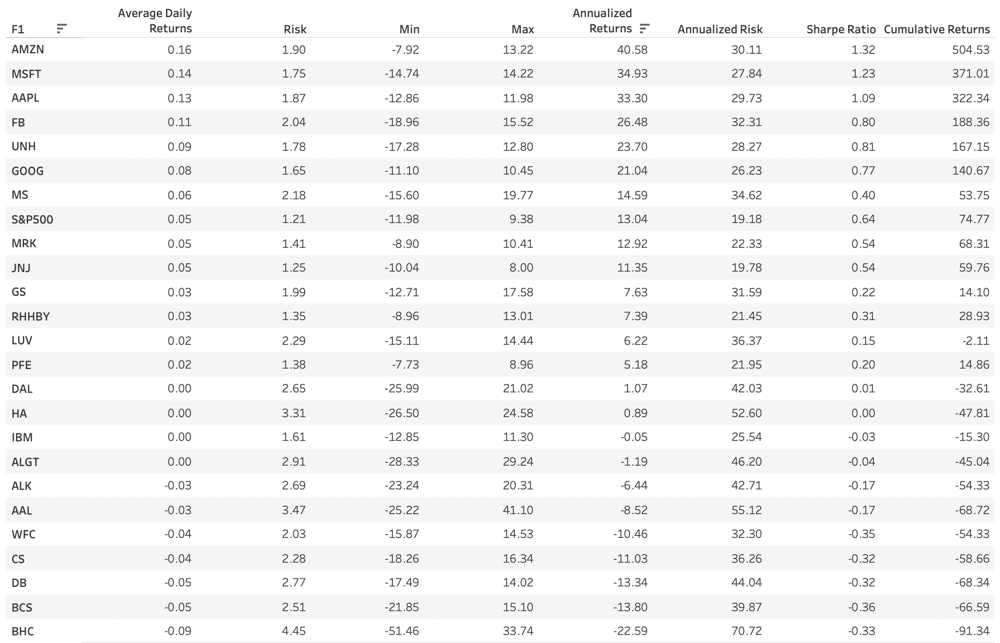 F1 Average Daily Returns Risk Min Max Annualized Returns Annualized Risk Sharpe Ratio Cumulative Returns
AMZN 0.16 1.90 -7.92 13.22 40.58 30.11 1.32 504.53
MSFT 0.14 1.75 -14.74 14.22 34.93 27.84 1.23 371.01
AAPL 0.13 1.87 -12.86 11.98 33.30 29.73 1.09 322.34
FB 0.11 2.04 -18.96 15.52 26.48 32.31 0.80 188.36
UNH 0.09 1.78 -17.28 12.80 23.70 28.27 0.81 167.15
GOOG 0.08 1.65 -11.10 10.45 21.04 26.23 0.77 140.67
MS 0.06 2.18 -15.60 19.77 14.59 34.62 0.40 53.75
S&P500 0.05 1.21 -11.98 9.38 13.04 19.18 0.64 74.77
MRK 0.05 1.41 -8.90 10.41 12.92 22.33 0.54 68.31
JNJ 0.05 1.25 -10.04 8.00 11.35 19.78 0.54 59.76
GS 0.03 1.99 -12.71 17.58 7.63 31.59 0.22 14.10
RHHBY 0.03 1.35 -8.96 13.01 7.39 21.45 0.31 28.93
LUV 0.02 2.29 -15.11 14.44 6.22 36.37 0.15 -2.11
PFE 0.02 1.38 -7.73 8.96 5.18 21.95 0.20 14.86
DAL 0.00 2.65 -25.99 21.02 1.07 42.03 0.01 -32.61
HA 0.00 3.31 -26.50 24.58 0.89 52.60 0.00 -47.81
IBM 0.00 1.61 -12.85 11.30 -0.05 25.54 -0.03 -15.30
ALGT 0.00 2.91 -28.33 29.24 -1.19 46.20 -0.04 -45.04
ALK -0.03 2.69 -23.24 20.31 -6.44 42.71 -0.17 -54.33
AAL -0.03 3.47 -25.22 41.10 -8.52 55.12 -0.17 -68.72
WFC -0.04 2.03 -15.87 14.53 -10.46 32.30 -0.35 -54.33
CS -0.04 2.28 -18.26 16.34 -11.03 36.26 -0.32 -58.66
DB -0.05 2.77 -17.49 14.02 -13.34 44.04 -0.32 -68.34
BCS -0.05 2.51 -21.85 15.10 -13.80 39.87 -0.36 -66.59
BHC -0.09 4.45 -51.46 33.74 -22.59 70.72 -0.33 -91.34